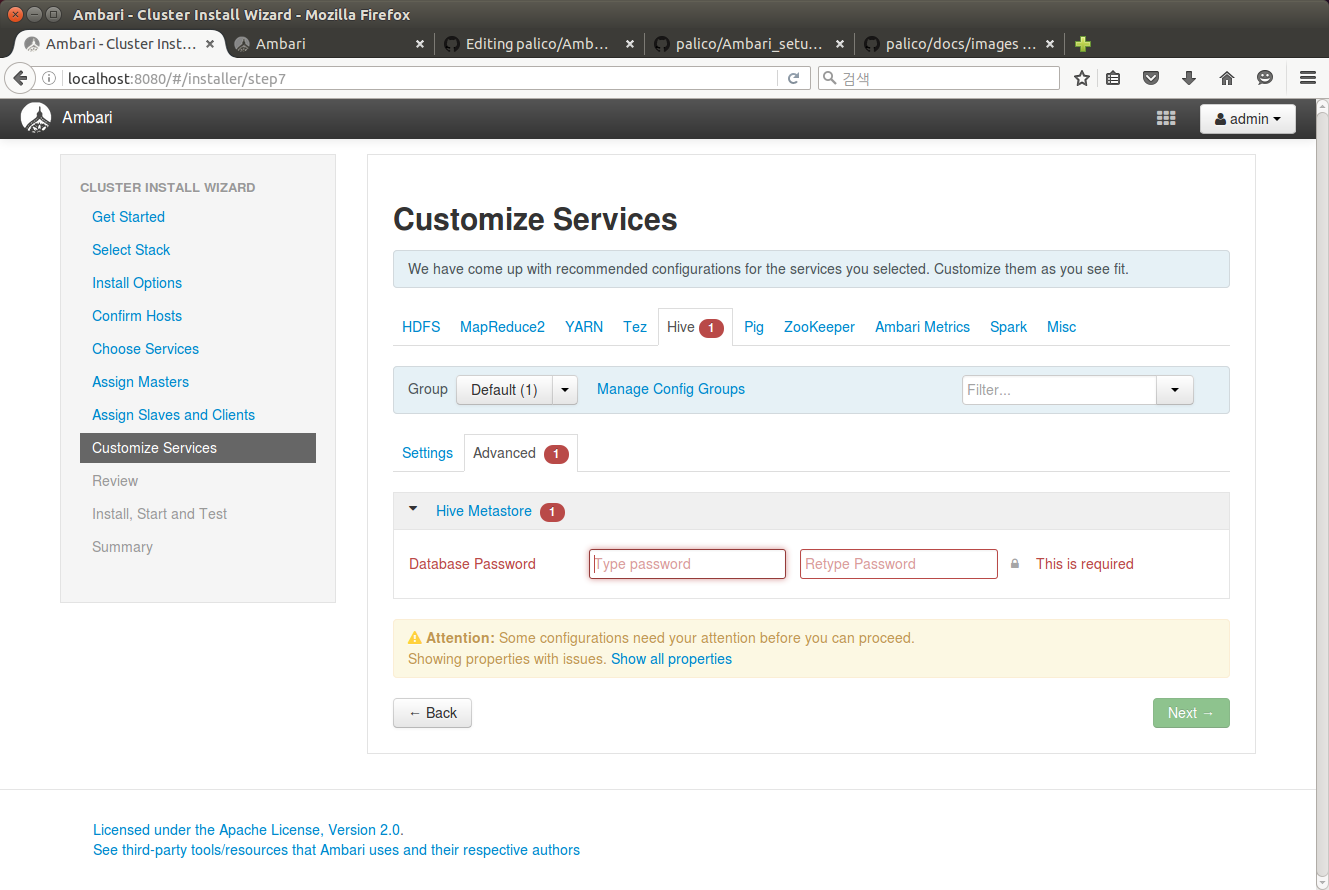 Ambari - Cluster Install Wizard - Mozilla Firefox
Ambari - Cluster Inst... × Ambari × Editing palico/Amb... × palico/Ambari_setu... × palico/docs/images ... ×
localhost:8080/#/installer/step7 검색
Ambari admin
CLUSTER INSTALL WIZARD
Get Started
Select Stack
Install Options
Confirm Hosts
Choose Services
Assign Masters
Assign Slaves and Clients
Customize Services
Review
Install, Start and Test
Summary
Customize Services
We have come up with recommended configurations for the services you selected. Customize them as you see fit.
HDFS MapReduce2 YARN Tez Hive 1 Pig ZooKeeper Ambari Metrics Spark Misc
Group Default (1) Manage Config Groups Filter...
Settings Advanced 1
Hive Metastore 1
Database Password Type password Retype Password This is required
Attention: Some configurations need your attention before you can proceed.
Showing properties with issues. Show all properties
← Back Next →
Licensed under the Apache License, Version 2.0.
See third-party tools/resources that Ambari uses and their respective authors